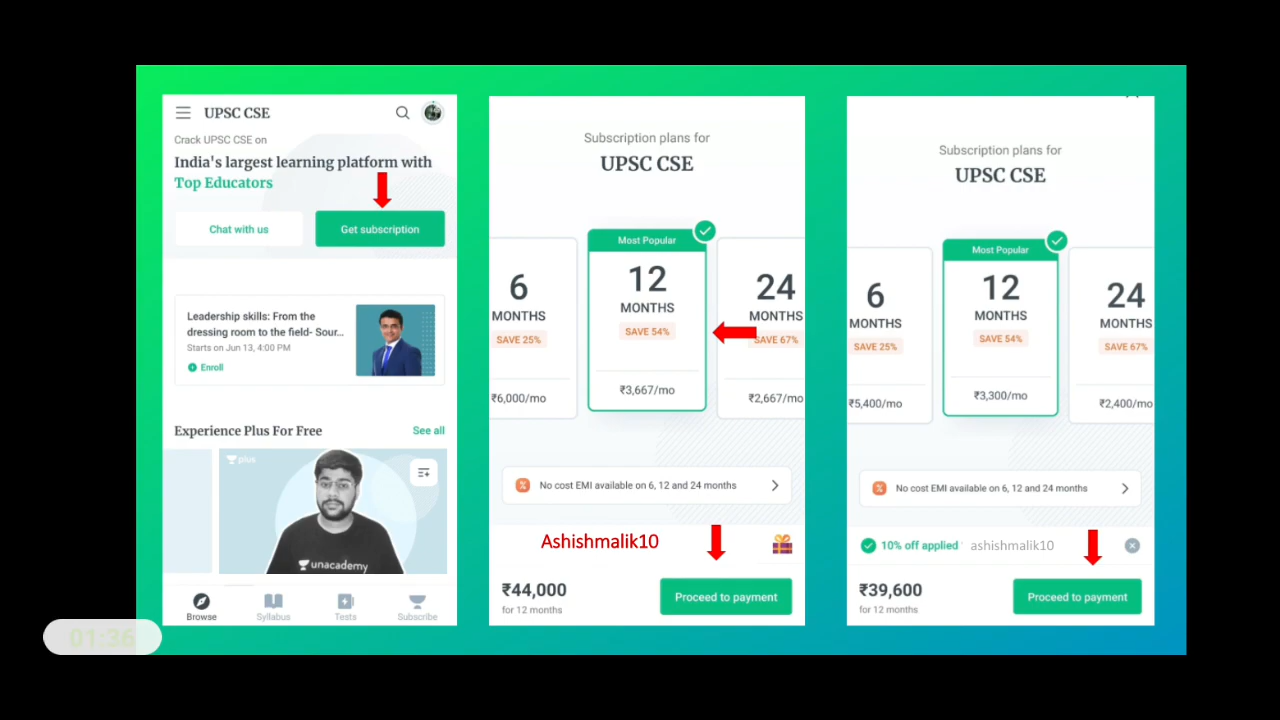 UPSC CSE
Crack UPSC CSE on
India's largest learning platform with
Top Educators
Chat with us
Get subscription
Leadership skills: From the
dressing room to the field- Sour...
Starts on Jun 13, 4:00 PM
Enroll
Experience Plus For Free
See all
plus
unacademy
Browse
Syllabus
Tests
Subscribe
01:36
Subscription plans for
UPSC CSE
6
MONTHS
SAVE 25%
₹6,000/mo
Most Popular
12
MONTHS
SAVE 54%
₹3,667/mo
24
MONTHS
SAVE 67%
₹2,667/mo
No cost EMI available on 6, 12 and 24 months
Ashishmalik10
₹44,000
for 12 months
Proceed to payment
Subscription plans for
UPSC CSE
6
MONTHS
SAVE 25%
₹5,400/mo
Most Popular
12
MONTHS
SAVE 54%
₹3,300/mo
24
MONTHS
SAVE 67%
₹2,400/mo
No cost EMI available on 6, 12 and 24 months
10% off applied ashishmalik10
₹39,600
for 12 months
Proceed to payment